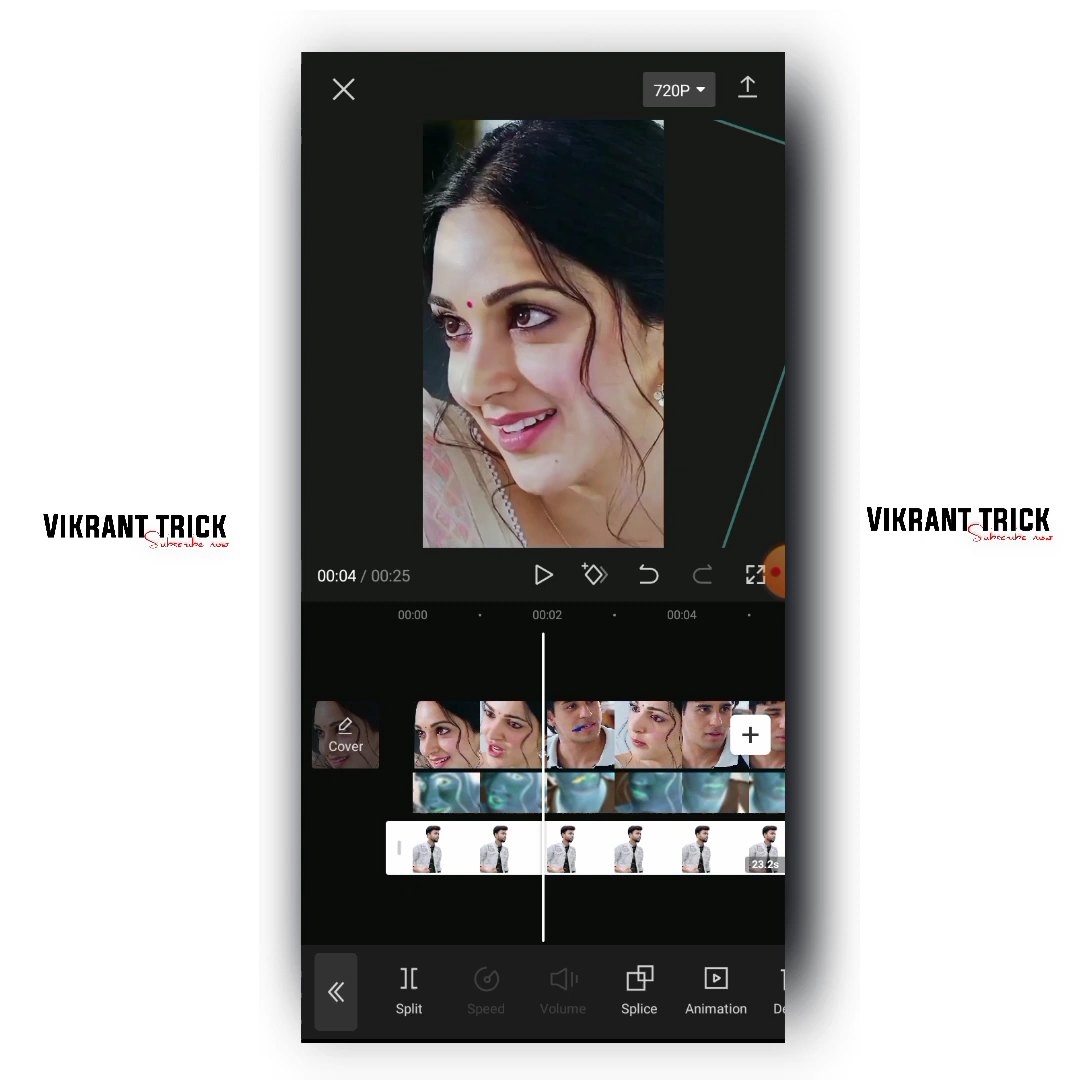 720P
VIKRANT TRICK
Subscribe now
VIKRANT TRICK
Subscribe now
00:04 / 00:25
00:00
00:02
00:04
Cover
23.2s
Split
Speed
Volume
Splice
Animation
De